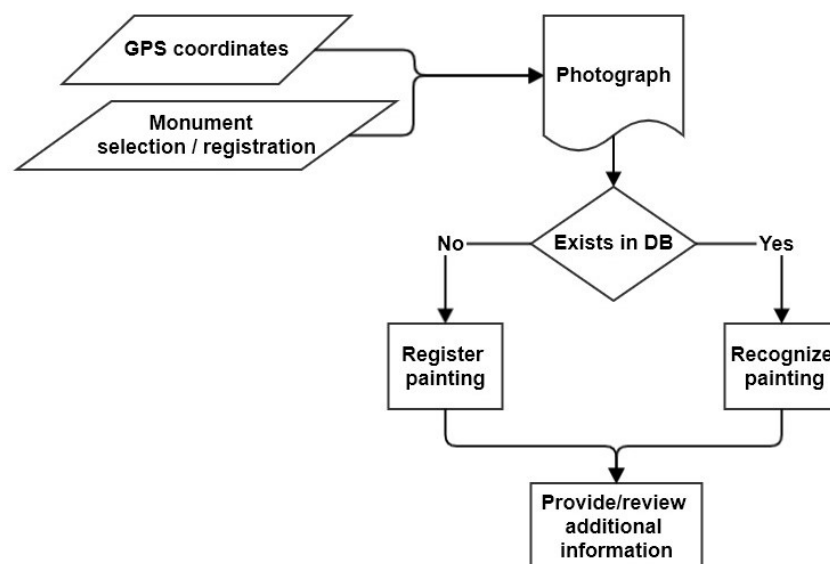 GPS coordinates
Photograph
Monument
selection / registration
No
Exists in DB
Yes
Register
painting
Recognize
painting
Provide/review
additional
information